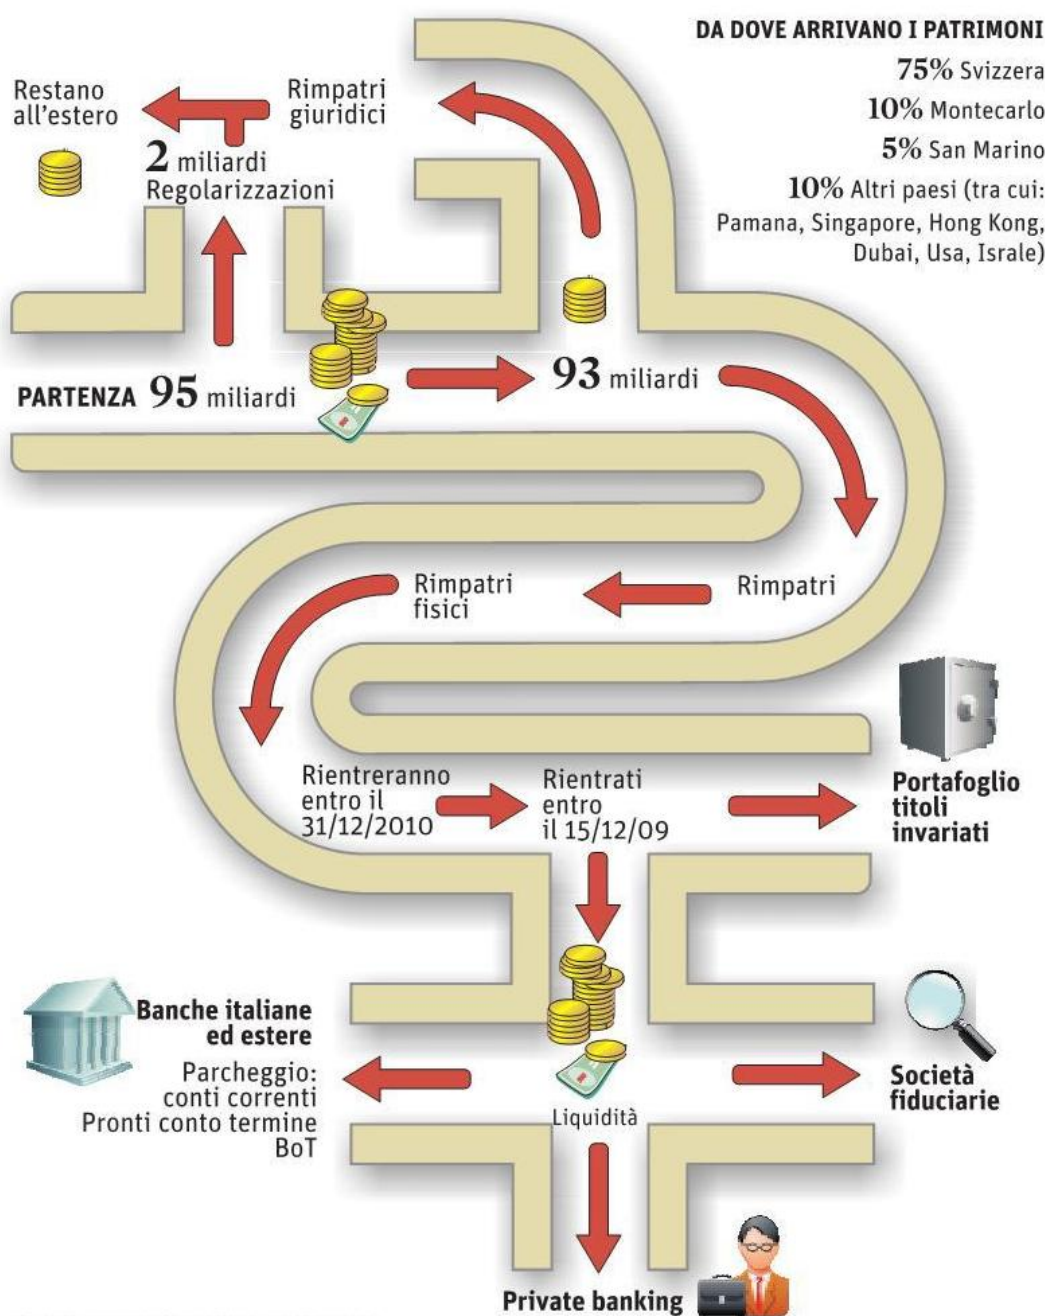 DA DOVE ARRIVANO I PATRIMONI
75% Svizzera
10% Montecarlo
5% San Marino
10% Altri paesi (tra cui:
Pamana, Singapore, Hong Kong,
Dubai, Usa, Israle)
Restano
all'estero
Rimpatri
giuridici
2 miliardi
Regolarizzazioni
PARTENZA 95 miliardi
93 miliardi
Rimpatri
Rimpatri
fisici
Rientreranno
entro il
31/12/2010
Rientrati
entro
il 15/12/09
Portafoglio
titoli
invariati
Banche italiane
ed estere
Parcheggio:
conti correnti
Pronti conto termine
BoT
Liquidità
Società
fiduciarie
Private banking